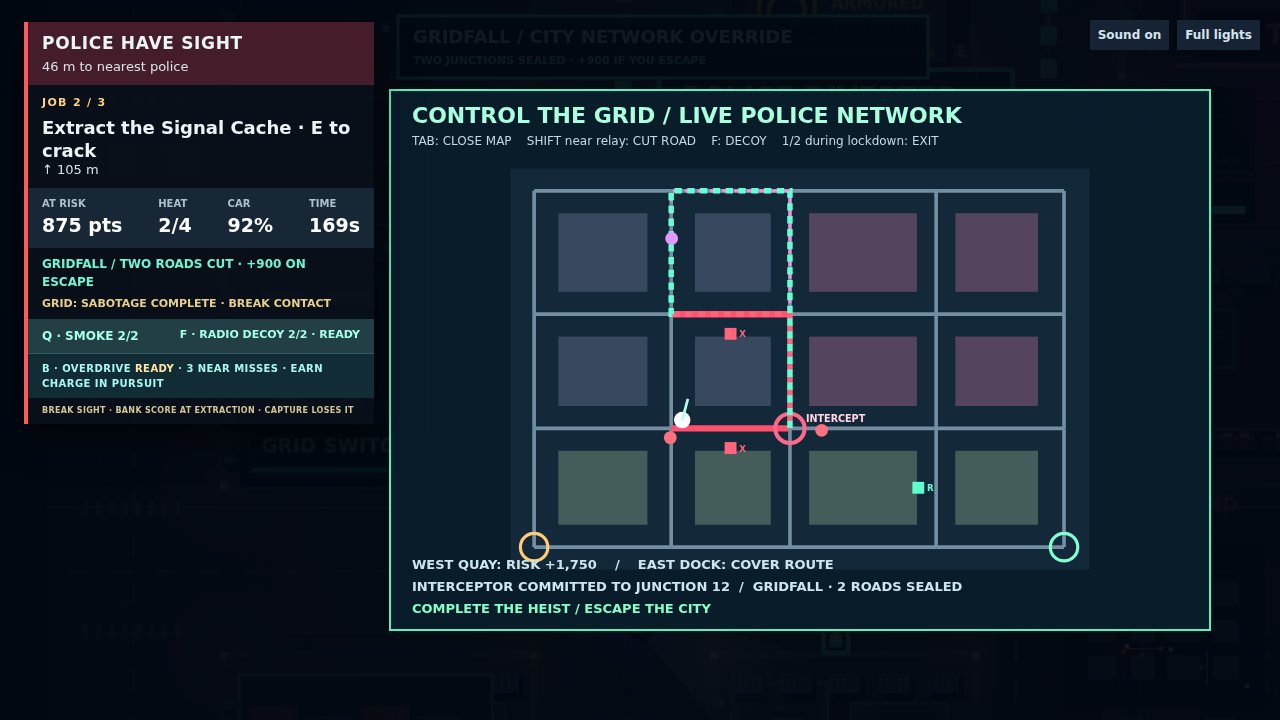 POLICE HAVE SIGHT
46 m to nearest police
JOB 2 / 3
Extract the Signal Cache · E to
crack
↑ 105 m
AT RISK HEAT CAR TIME
875 pts 2/4 92% 169s
GRIDFALL / TWO ROADS CUT · +900 ON
ESCAPE
GRID: SABOTAGE COMPLETE · BREAK CONTACT
Q · SMOKE 2/2 F · RADIO DECOY 2/2 · READY
B · OVERDRIVE READY · 3 NEAR MISSES · EARN
CHARGE IN PURSUIT
BREAK SIGHT · BANK SCORE AT EXTRACTION · CAPTURE LOSES IT
GRID SWITC
ARMORED
GRIDFALL / CITY NETWORK OVERRIDE
TWO JUNCTIONS SEALED · +900 IF YOU ESCAPE
Sound on
Full lights
CONTROL THE GRID / LIVE POLICE NETWORK
TAB: CLOSE MAP SHIFT near relay: CUT ROAD F: DECOY 1/2 during lockdown: EXIT
X
INTERCEPT
X
R
WEST QUAY: RISK +1,750 / EAST DOCK: COVER ROUTE
INTERCEPTOR COMMITTED TO JUNCTION 12 / GRIDFALL · 2 ROADS SEALED
COMPLETE THE HEIST / ESCAPE THE CITY